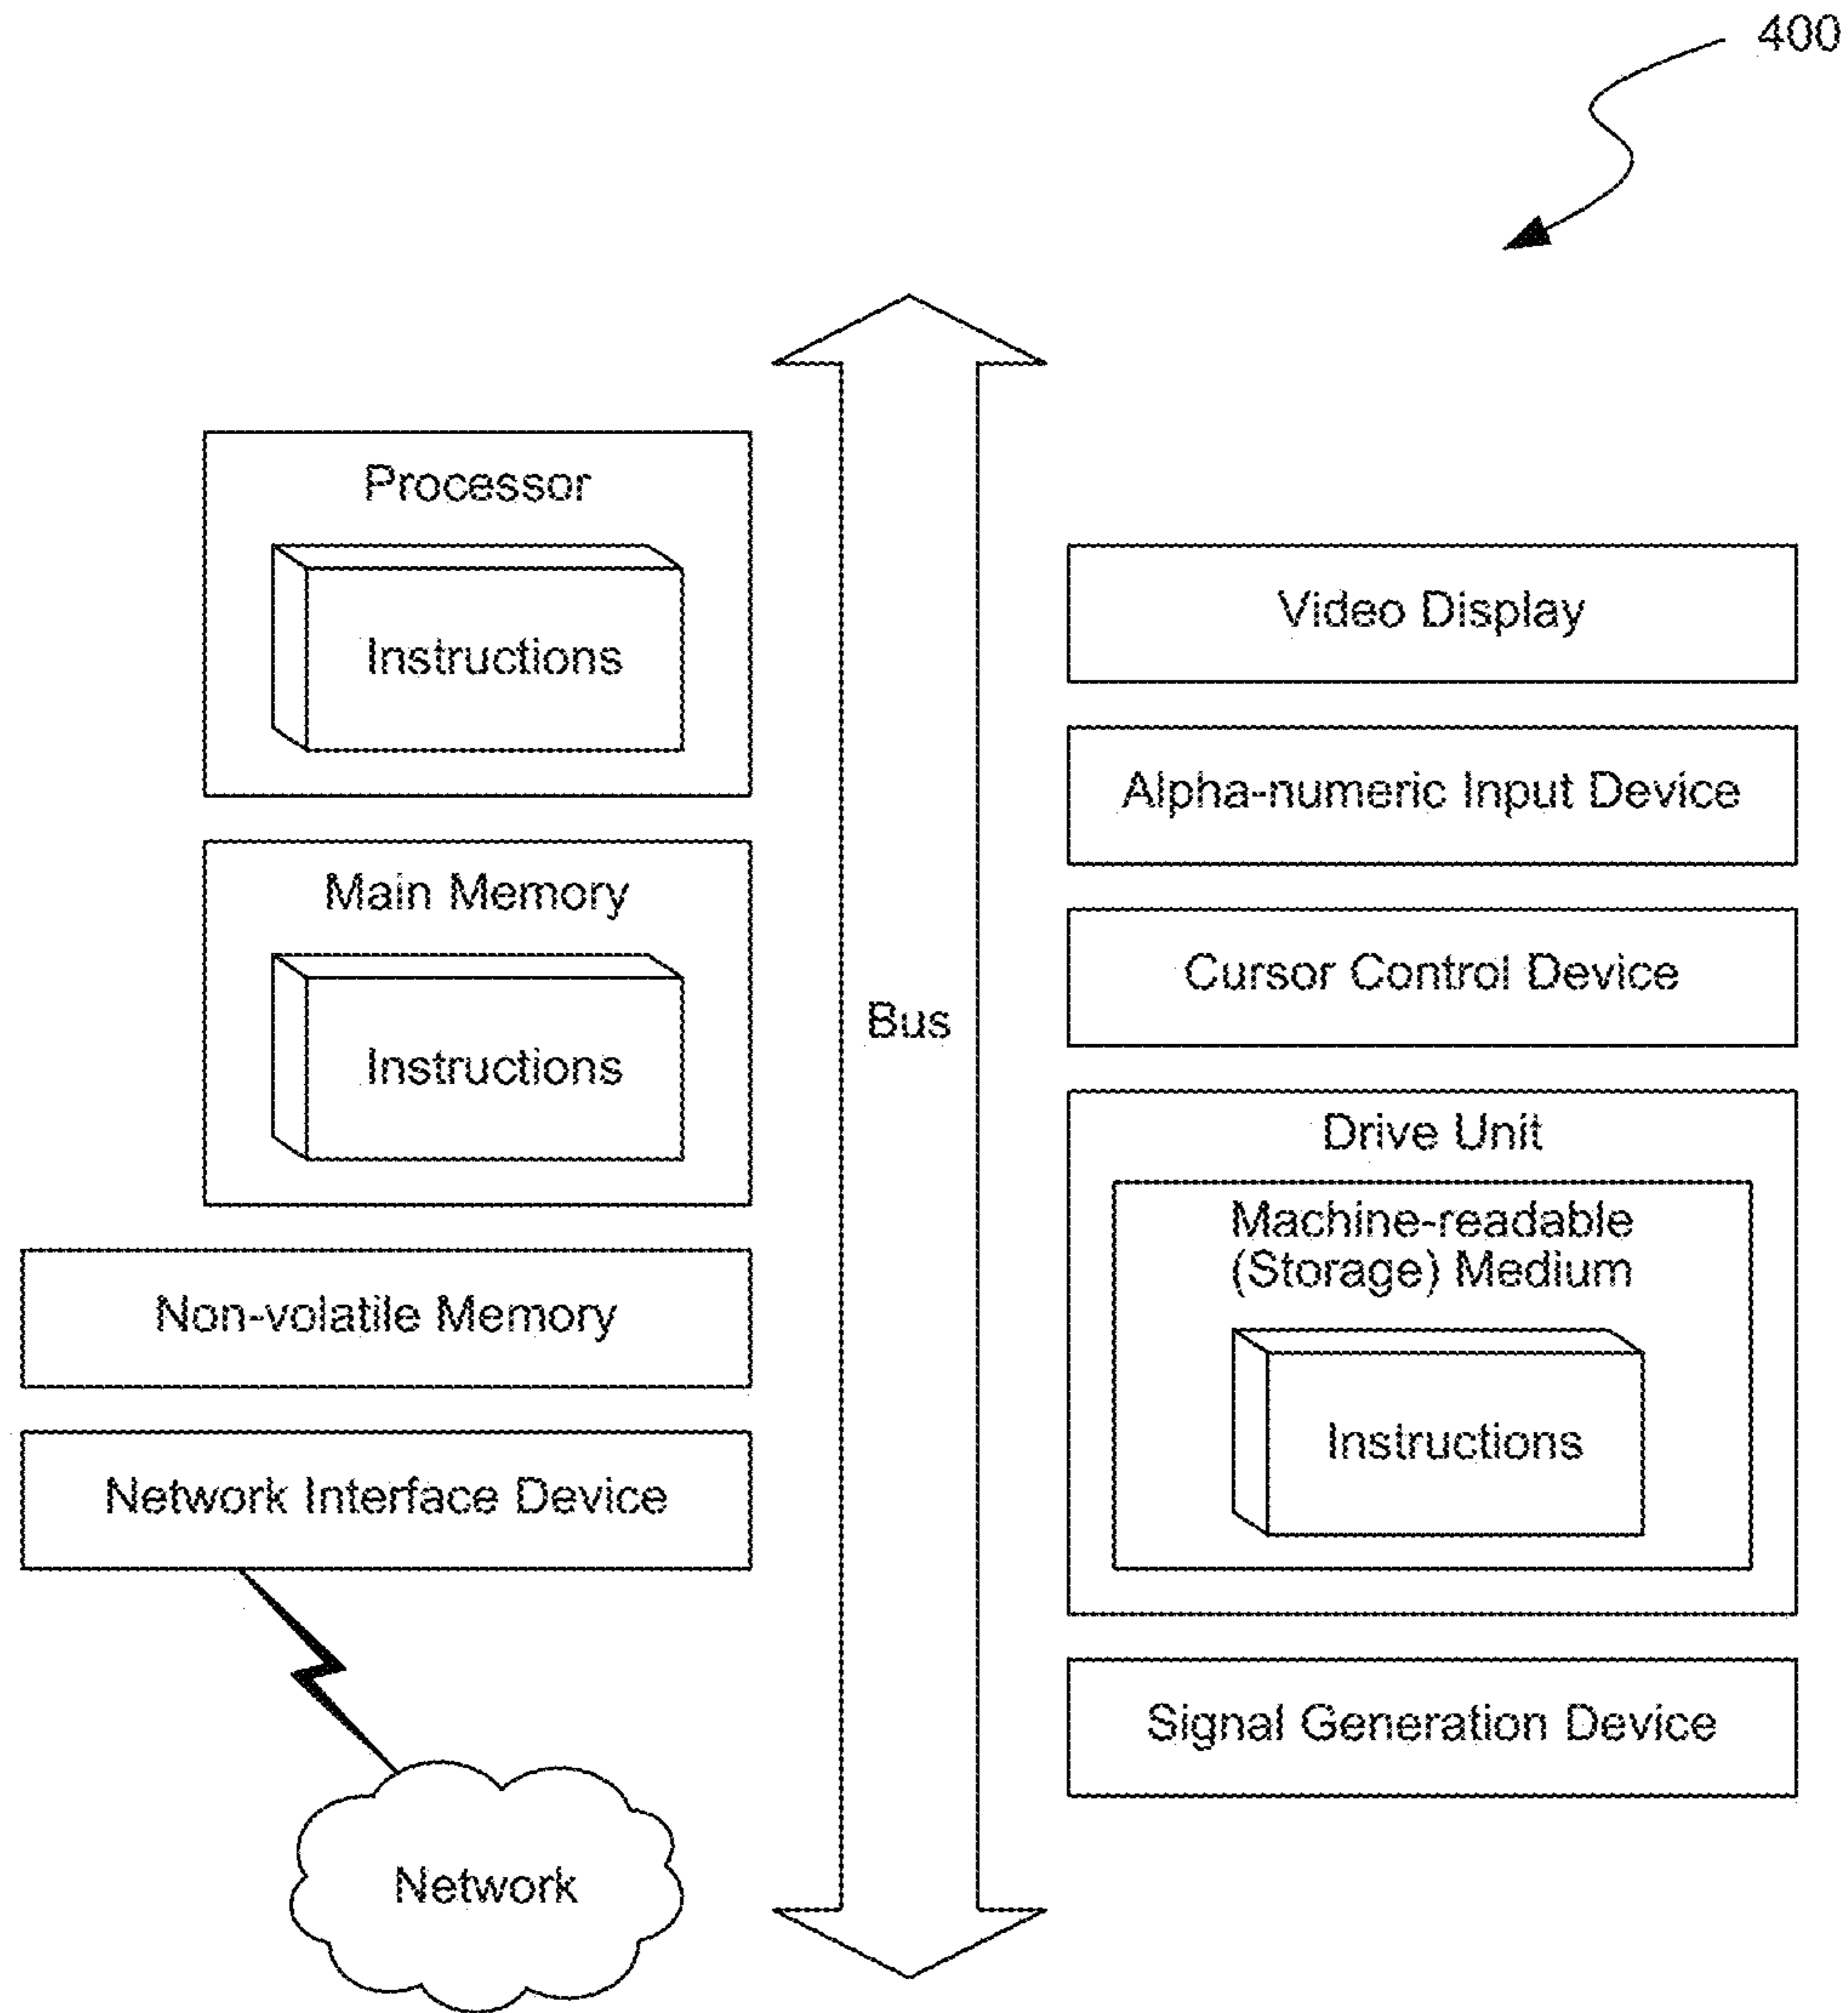 400
Processor
Instructions
Main Memory
Instructions
Non-volatile Memory
Network Interface Device
Network
Bus
Video Display
Alpha-numeric Input Device
Cursor Control Device
Drive Unit
Machine-readable
(Storage) Medium
Instructions
Signal Generation Device